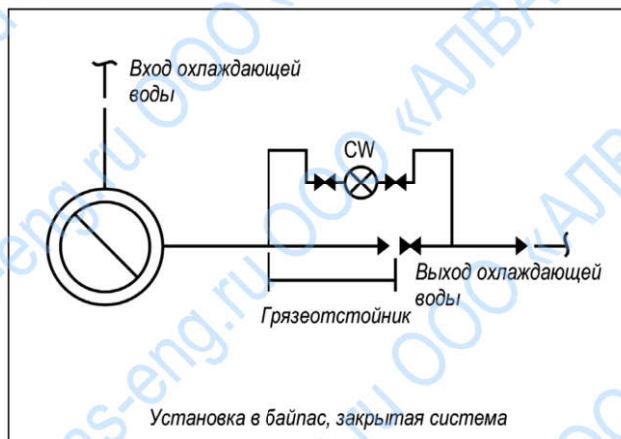 Вход охлаждающей
воды
CW
Выход охлаждающей
воды
Грязеотстойник
Установка в байпас, закрытая система